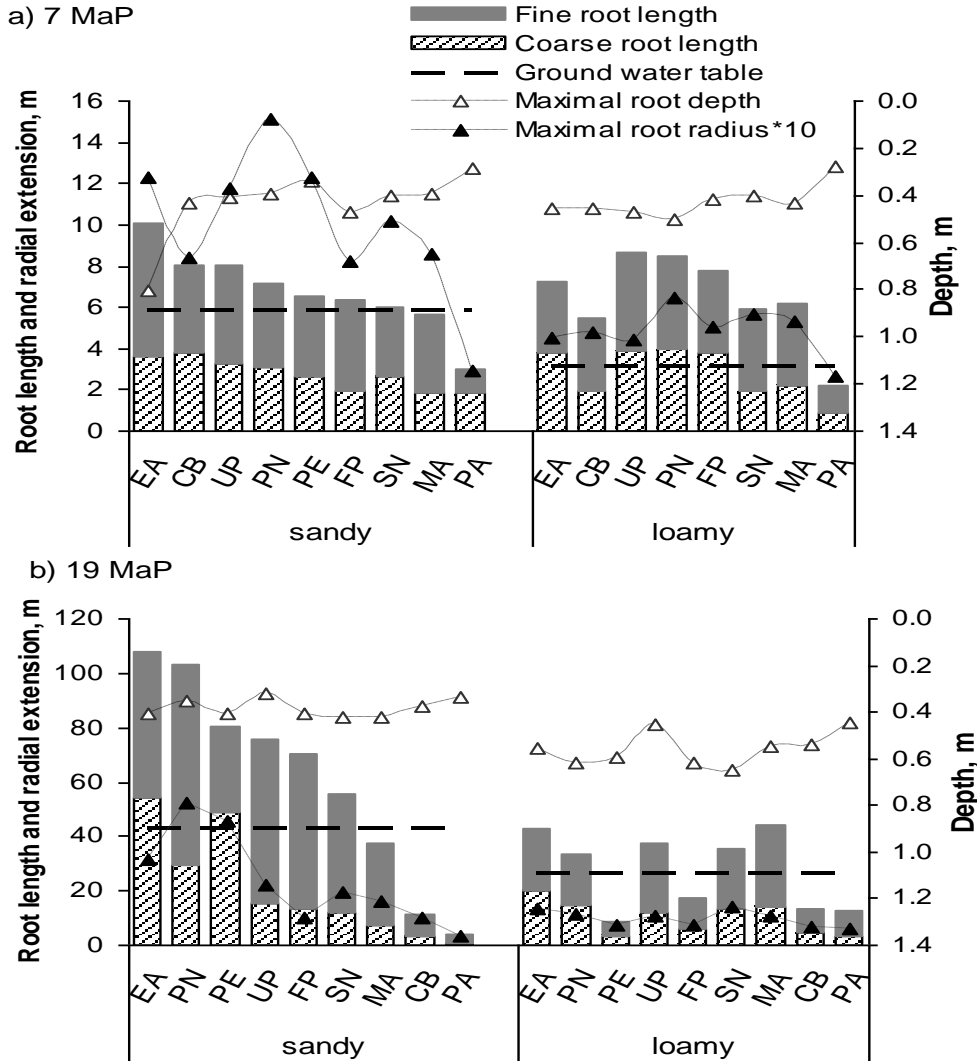 a) 7 MaP
Fine root length
Coarse root length
Ground water table
Maximal root depth
Maximal root radius*10
Root length and radial extension, m
16
14
12
10
8
6
4
2
0
0.0
0.2
0.4
0.6
0.8
1.0
1.2
1.4
Depth, m
EA CB UP PN PE FP SN MA PA
EA CB UP PN FP SN MA PA
sandy
loamy
b) 19 MaP
Root length and radial extension, m
120
100
80
60
40
20
0
0.0
0.2
0.4
0.6
0.8
1.0
1.2
1.4
Depth, m
EA PN PE UP FP SN MA CB PA
EA PN PE UP FP SN MA CB PA
sandy
loamy